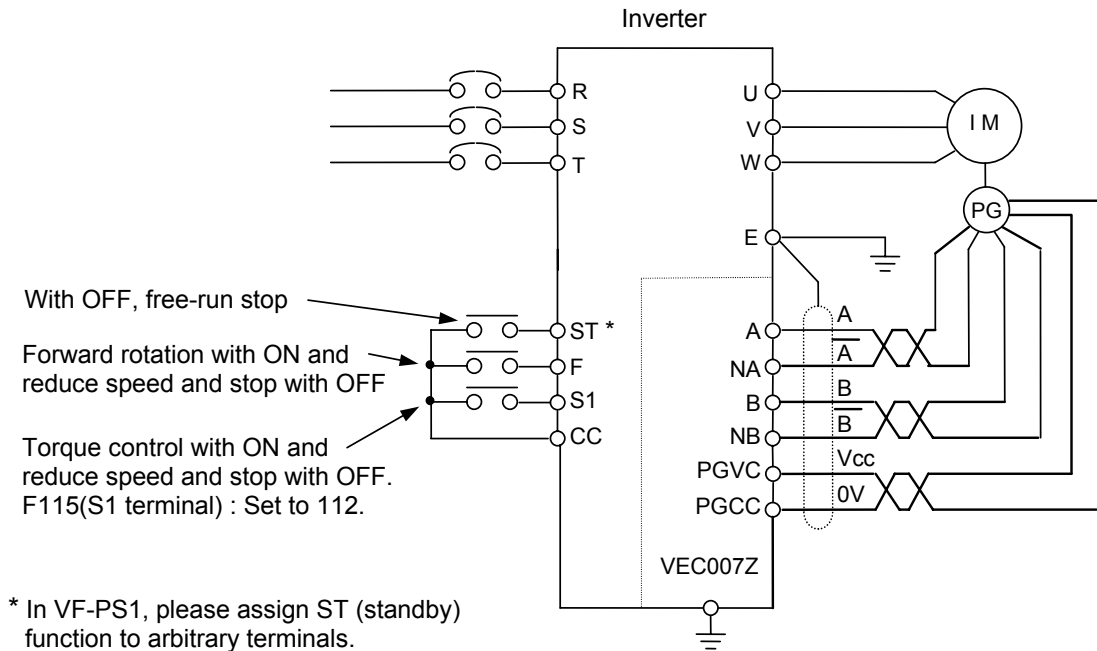 Inverter
R
S
T
U
V
W
I M
PG
E
With OFF, free-run stop
ST *
Forward rotation with ON and
reduce speed and stop with OFF
F
S1
Torque control with ON and
reduce speed and stop with OFF.
F115(S1 terminal) : Set to 112.
CC
A
A
NA
A̅
B
B
NB
B̅
PGVC
Vcc
PGCC
0V
VEC007Z
* In VF-PS1, please assign ST (standby)
function to arbitrary terminals.